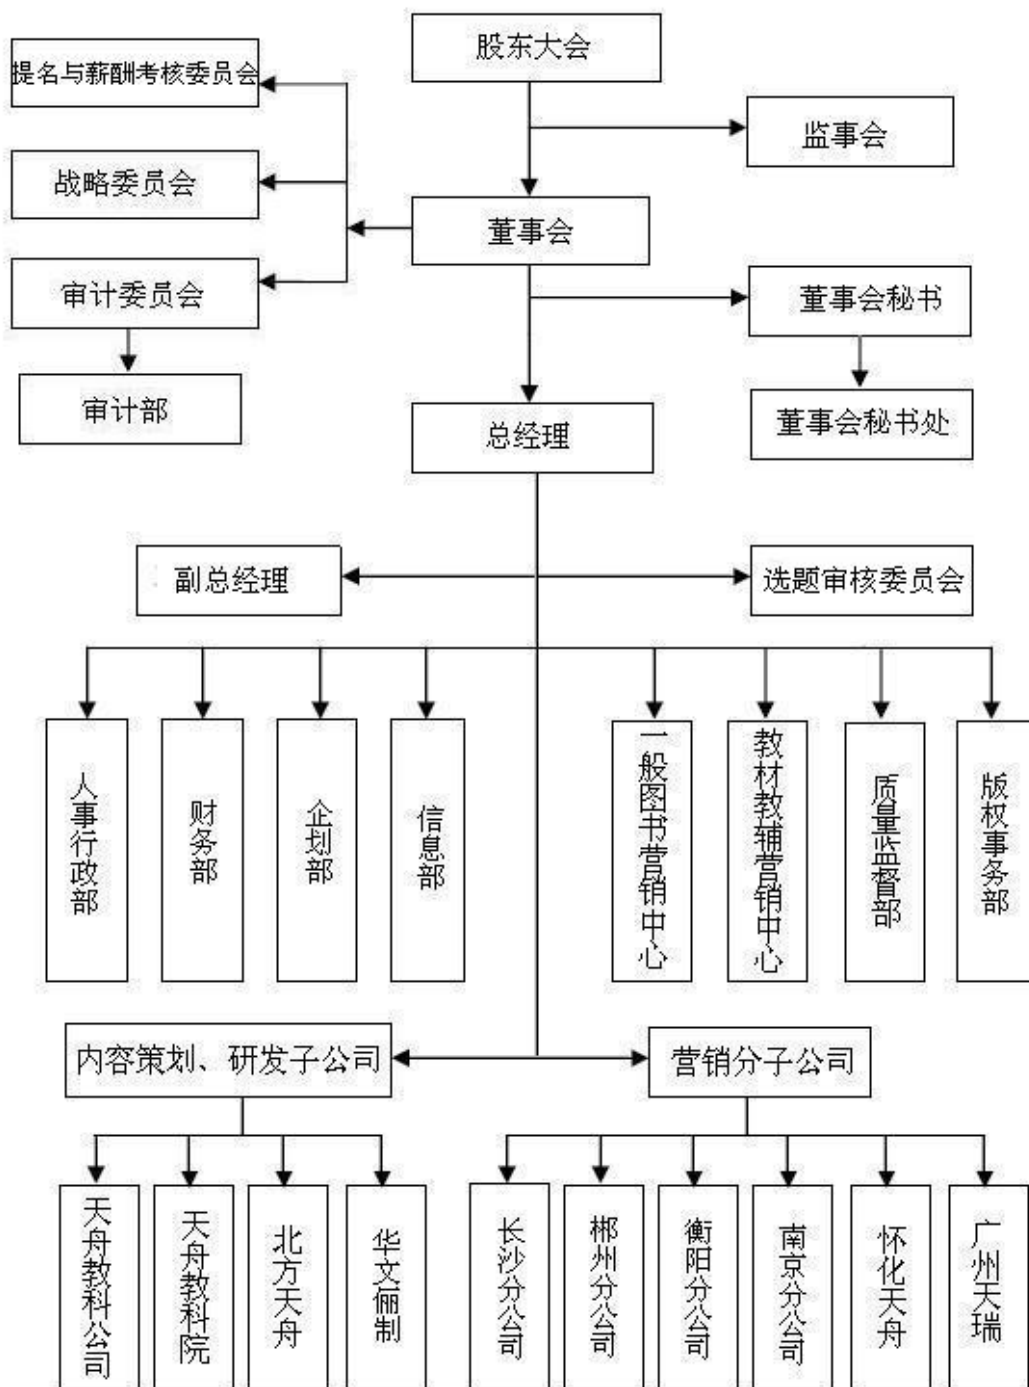 股东大会
提名与薪酬考核委员会
监事会
战略委员会
董事会
审计委员会
董事会秘书
审计部
总经理
董事会秘书处
副总经理
选题审核委员会
人事行政部
财务部
企划部
信息部
一般图书营销中心
教材教辅营销中心
质量监督部
版权事务部
内容策划、研发子公司
营销分子公司
天舟教科公司
天舟教科院
北方天舟
华文俪制
长沙分公司
郴州分公司
衡阳分公司
南京分公司
怀化天舟
广州天瑞